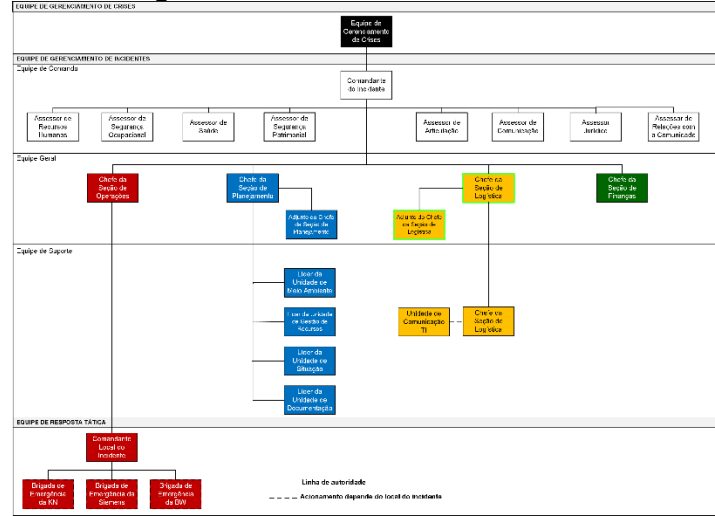 EQUIPE DE GERENCIAMENTO DE CRISES
Equipe de
Gerenciamento
de Crises
EQUIPE DE GERENCIAMENTO DE INCIDENTES
Equipe de Comando
Comandante
do Incidente
Assessor de
Recursos
Humanos
Assessor de
Segurança
Ocupacional
Assessor de
Saúde
Assessor de
Segurança
Patrimonial
Assessor de
Articulação
Assessor de
Comunicação
Assessor
Jurídico
Assessor de
Relações com
a Comunidade
Equipe Geral
Chefe da
Seção de
Operações
Chefe da
Seção de
Planejamento
Chefe da
Seção de
Logística
Chefe da
Seção de
Finanças
Adjunto do Chefe
da Seção de
Planejamento
Adjunto do Chefe
da Seção de
Logística
Equipe de Suporte
Líder da
Unidade de
Meio Ambiente
Líder da Unidade
de Gestão de
Recursos
Unidade de
Comunicação
TI
Chefe da
Seção de
Logística
Líder da
Unidade de
Situação
Líder da
Unidade de
Documentação
EQUIPE DE RESPOSTA TÁTICA
Comandante
Local do
Incidente
Brigada de
Emergência
da KN
Brigada de
Emergência da
Siemens
Brigada de
Emergência
da BW
Linha de autoridade
Acionamento depende do local do incidente